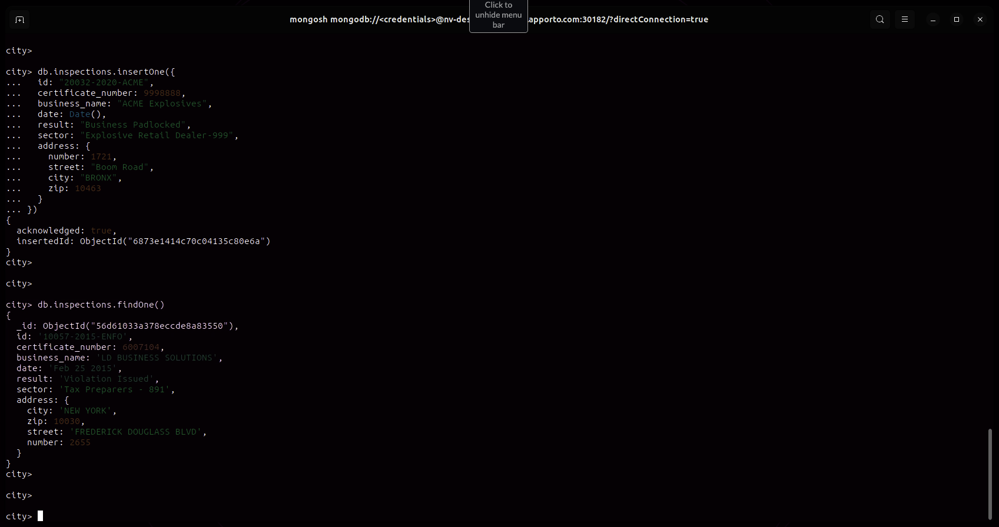 Click to
unhide menu
bar
mongosh mongodb://<credentials>@nv-des apporto.com:30182/?directConnection=true
city>
city> db.inspections.insertOne({
...   id: "20032-2020-ACME",
...   certificate_number: 9998888,
...   business_name: "ACME Explosives",
...   date: Date(),
...   result: "Business Padlocked",
...   sector: "Explosive Retail Dealer-999",
...   address: {
...     number: 1721,
...     street: "Boom Road",
...     city: "BRONX",
...     zip: 10463
...   }
... })
{
  acknowledged: true,
  insertedId: ObjectId("6873e1414c70c04135c80e6a")
}
city>
city>
city> db.inspections.findOne()
{
  _id: ObjectId("56d61033a378eccde8a83550"),
  id: '10057-2015-ENFO',
  certificate_number: 6007104,
  business_name: 'LD BUSINESS SOLUTIONS',
  date: 'Feb 25 2015',
  result: 'Violation Issued',
  sector: 'Tax Preparers - 891',
  address: {
    city: 'NEW YORK',
    zip: 10030,
    street: 'FREDERICK DOUGLASS BLVD',
    number: 2655
  }
}
city>
city>
city>